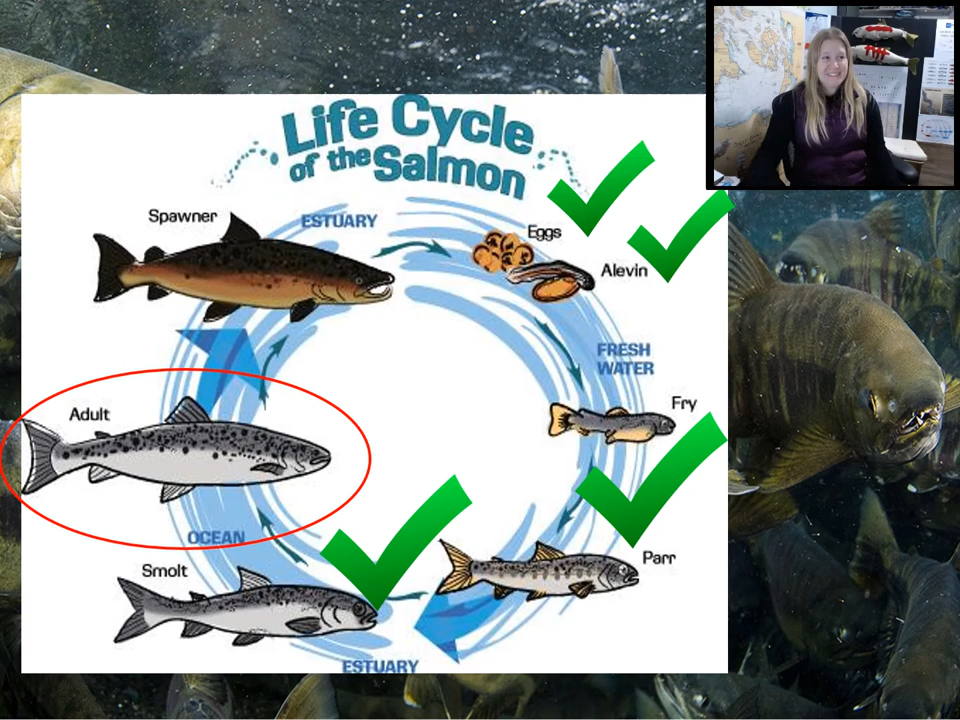 Life Cycle
of the Salmon
Spawner
ESTUARY
Eggs
Alevin
FRESH
WATER
Fry
Adult
OCEAN
Parr
Smolt
ESTUARY